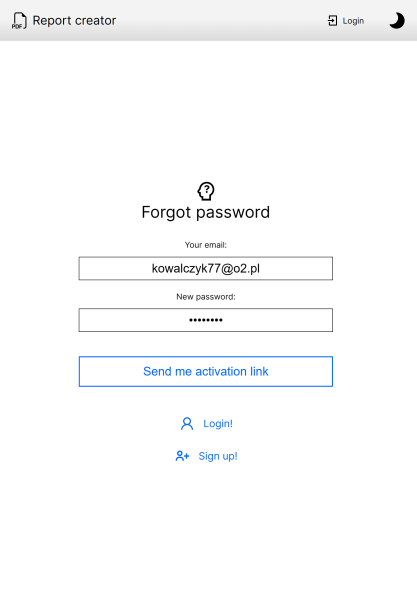 PDF
Report creator
Login
Forgot password
Your email:
kowalczyk77@o2.pl
New password:
••••••••
Send me activation link
Login!
Sign up!